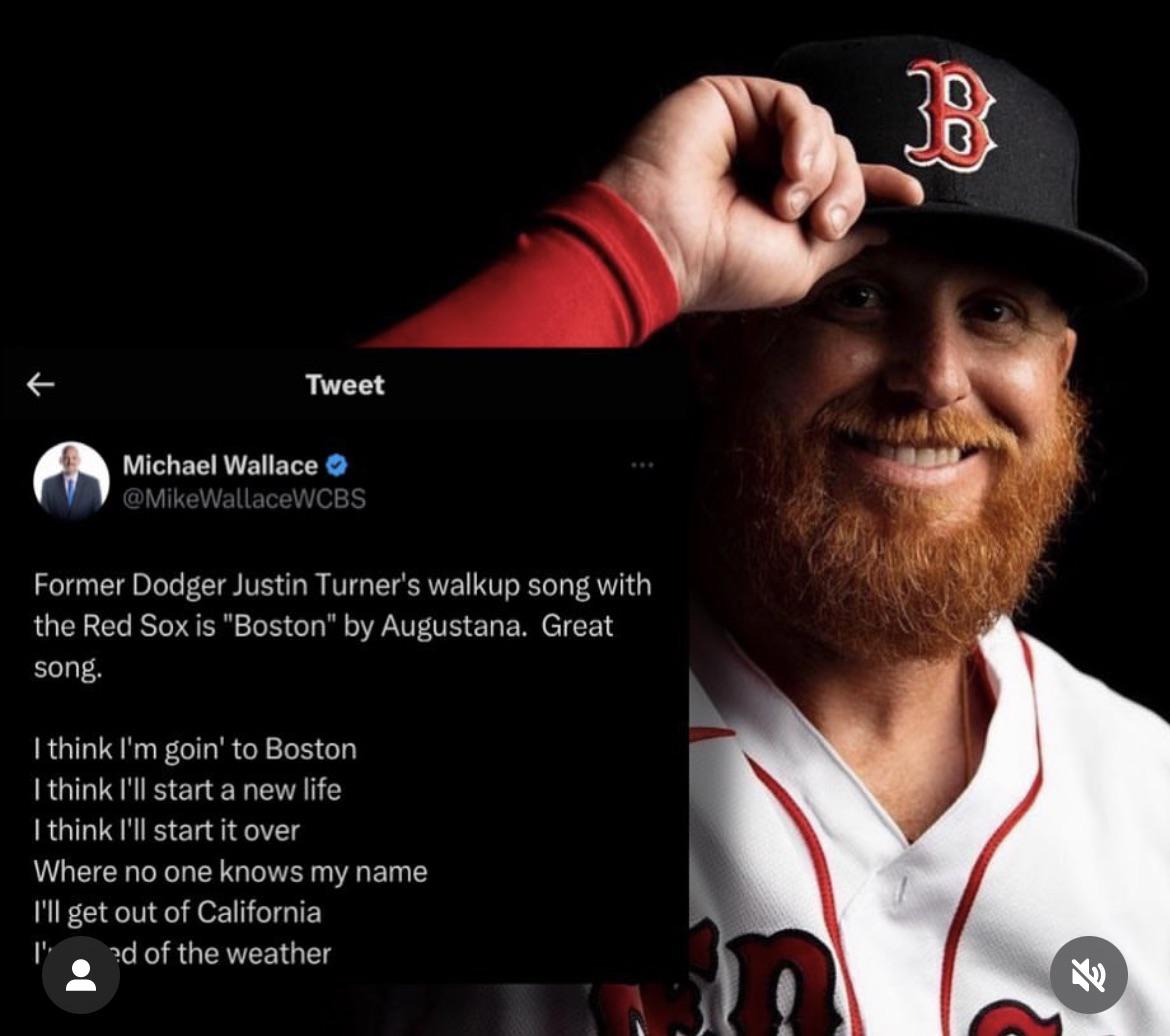 B
Tweet
Michael Wallace
@MikeWallaceWCBS
Former Dodger Justin Turner's walkup song with
the Red Sox is "Boston" by Augustana. Great
song.
I think I'm goin' to Boston
I think I'll start a new life
I think I'll start it over
Where no one knows my name
I'll get out of California
of the weather